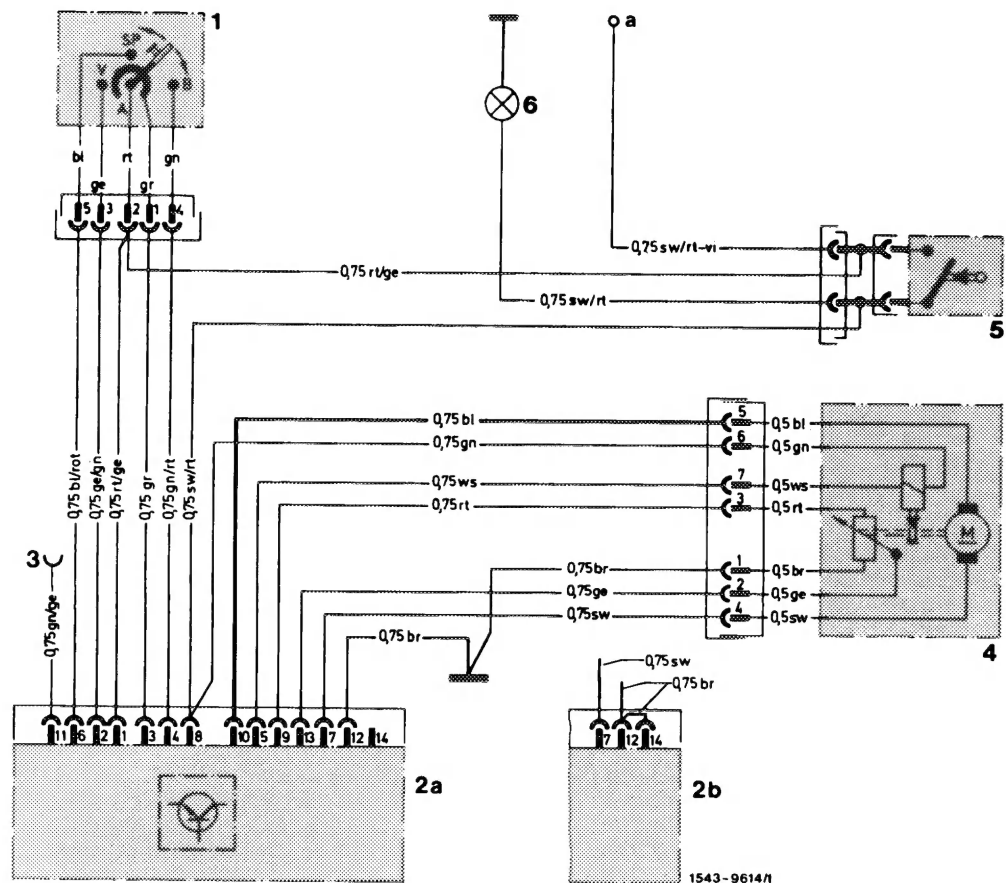 1
SP
V
H
B
A
bl
rt
gn
ge
gr
5
3
2
1
4
a
6
0,75 sw/rt-vi
0,75 rt/ge
0,75 sw/rt
5
0,75 bl/rot
0,75 ge/gn
0,75 rt/ge
0,75 gr
0,75 gn/rt
0,75 sw/rt
0,75 bl
5
0,5 bl
0,75 gn
6
0,5 gn
0,75 ws
7
0,5 ws
0,75 rt
3
0,5 rt
M
0,75 br
1
0,5 br
0,75 ge
2
0,5 ge
0,75 sw
4
0,5 sw
4
3
0,75 gn/ge
0,75 br
0,75 sw
0,75 br
11
6
2
1
3
4
8
10
5
9
13
7
12
14
2a
7
12
14
2b
1543-9614/1